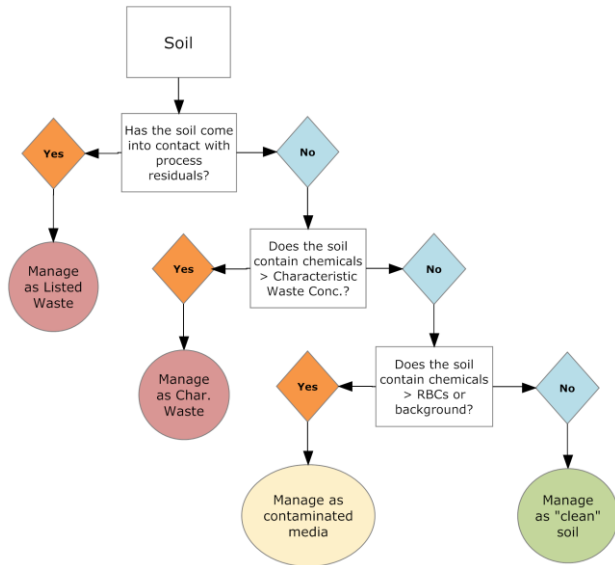 Soil
Has the soil come
into contact with
process
residuals?
Yes
No
Manage
as Listed
Waste
Does the soil
contain chemicals
> Characteristic
Waste Conc.?
Yes
No
Manage
as Char.
Waste
Does the soil
contain chemicals
> RBCs or
background?
Yes
No
Manage as
contaminated
media
Manage
as "clean"
soil